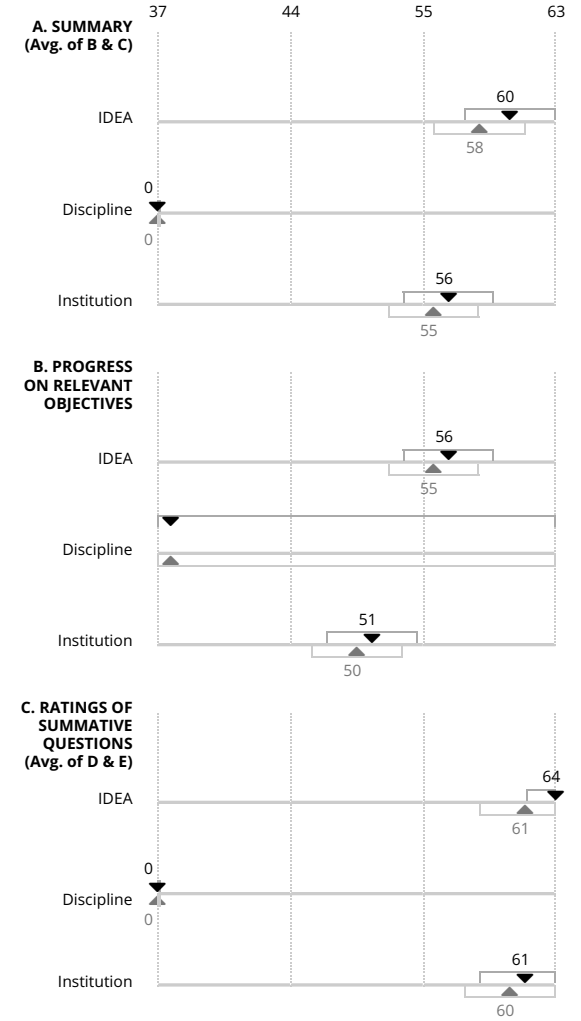 37 44 55 63
A. SUMMARY
(Avg. of B & C)
60
IDEA
58
0
Discipline
0
56
Institution
55
B. PROGRESS
ON RELEVANT
OBJECTIVES
56
IDEA
55
Discipline
51
Institution
50
C. RATINGS OF
SUMMATIVE
QUESTIONS
(Avg. of D & E)
64
IDEA
61
0
Discipline
0
61
Institution
60